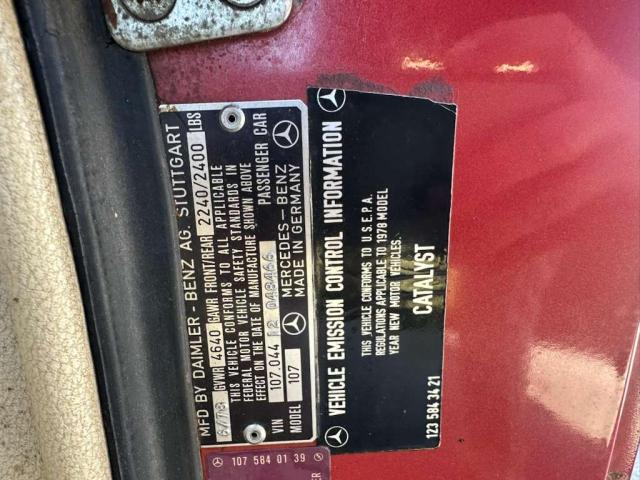 MFD BY DAIMLER-BENZ AG. STUTTGART
6/78 GVWR 4640 GAWR FRONT/REAR 2240/2400 LBS
THIS VEHICLE CONFORMS TO ALL APPLICABLE
FEDERAL MOTOR VEHICLE SAFETY STANDARDS IN
EFFECT ON THE DATE OF MANUFACTURE SHOWN ABOVE
VIN 107.044 12 048466 PASSENGER CAR
MODEL 107 MERCEDES-BENZ
MADE IN GERMANY
VEHICLE EMISSION CONTROL INFORMATION
THIS VEHICLE CONFORMS TO U.S.E.P.A.
REGULATIONS APPLICABLE TO 1978 MODEL
YEAR NEW MOTOR VEHICLES.
CATALYST
123 584 34 21
107 584 01 39